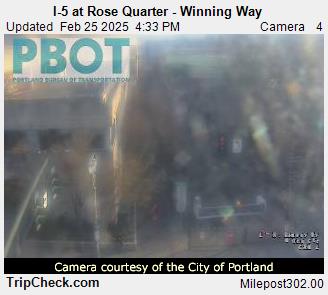 I-5 at Rose Quarter - Winning Way
Updated Feb 25 2025 4:33 PM Camera 4
PBOT
PORTLAND BUREAU OF TRANSPORTATION
Camera courtesy of the City of Portland
TripCheck.com Milepost302.00